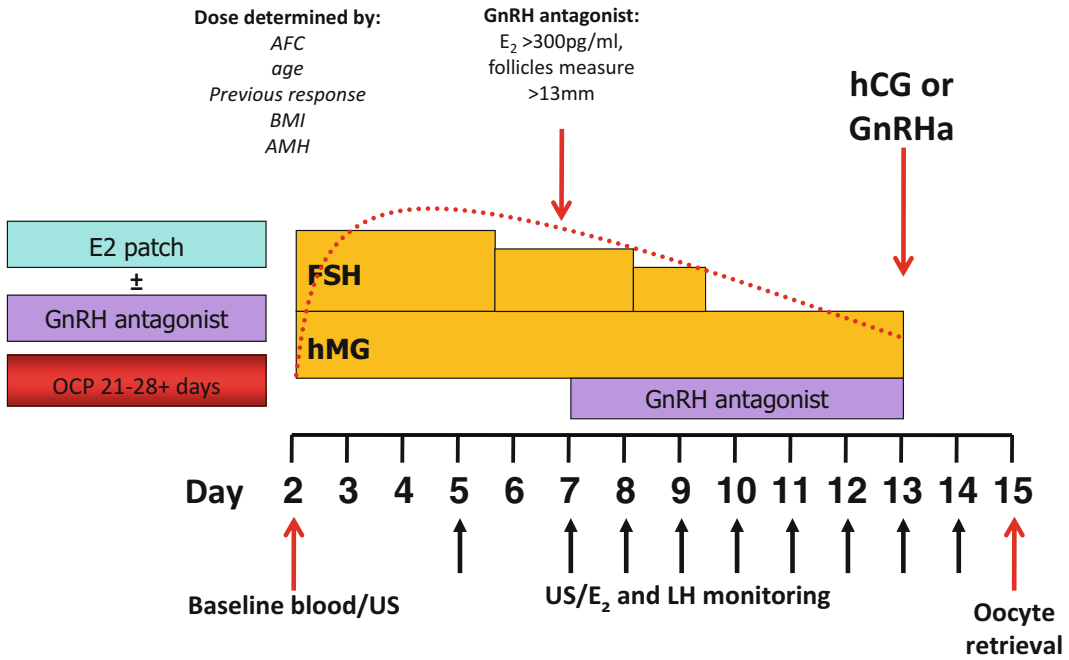 Dose determined by:
AFC
age
Previous response
BMI
AMH
GnRH antagonist:
E₂ >300pg/ml,
follicles measure
>13mm
hCG or
GnRHa
E2 patch
±
GnRH antagonist
OCP 21-28+ days
FSH
hMG
GnRH antagonist
Day 2 3 4 5 6 7 8 9 10 11 12 13 14 15
Baseline blood/US
US/E₂ and LH monitoring
Oocyte
retrieval